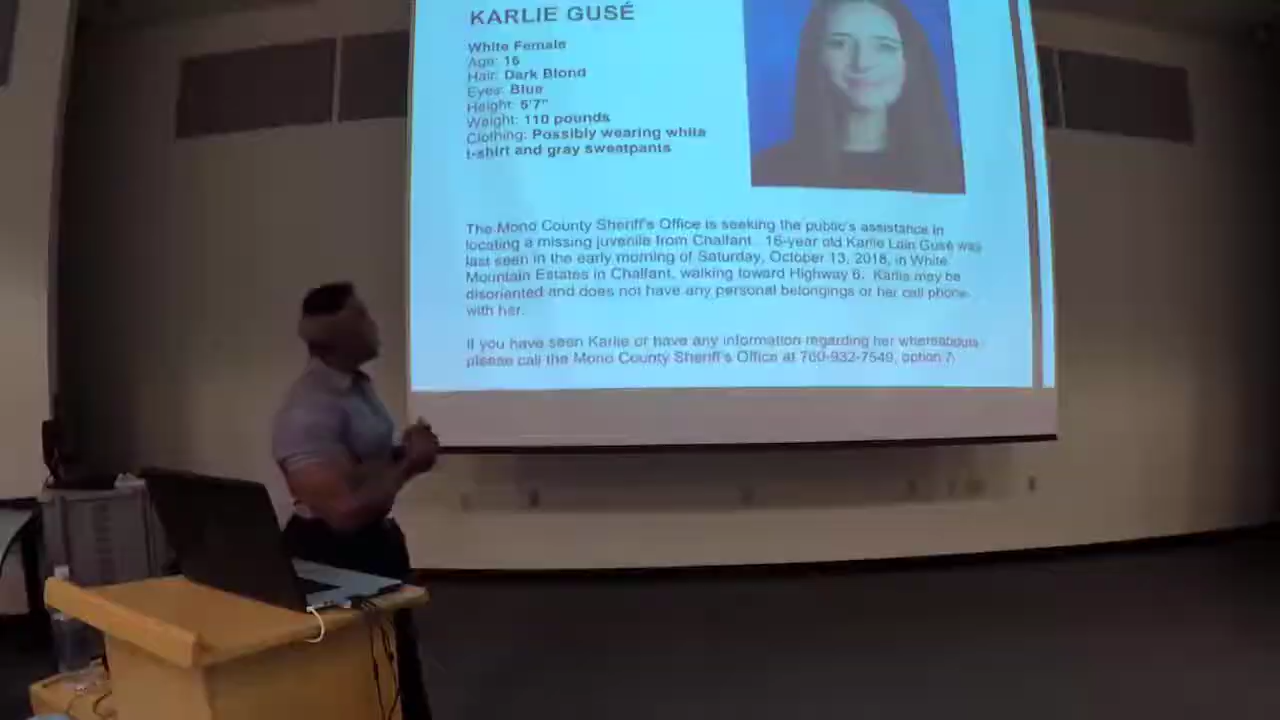 KARLIE GUSÉ
White Female
Age: 16
Hair: Dark Blond
Eyes: Blue
Height: 5'7"
Weight: 110 pounds
Clothing: Possibly wearing white
t-shirt and gray sweatpants
The Mono County Sheriff's Office is seeking the public's assistance in
locating a missing juvenile from Chalfant. 16-year old Karlie Lain Gusé was
last seen in the early morning of Saturday, October 13, 2018, in White
Mountain Estates in Chalfant, walking toward Highway 6. Karlie may be
disoriented and does not have any personal belongings or her cell phone
with her.
If you have seen Karlie or have any information regarding her whereabouts
please call the Mono County Sheriff's Office at 760-932-7549, option 7.